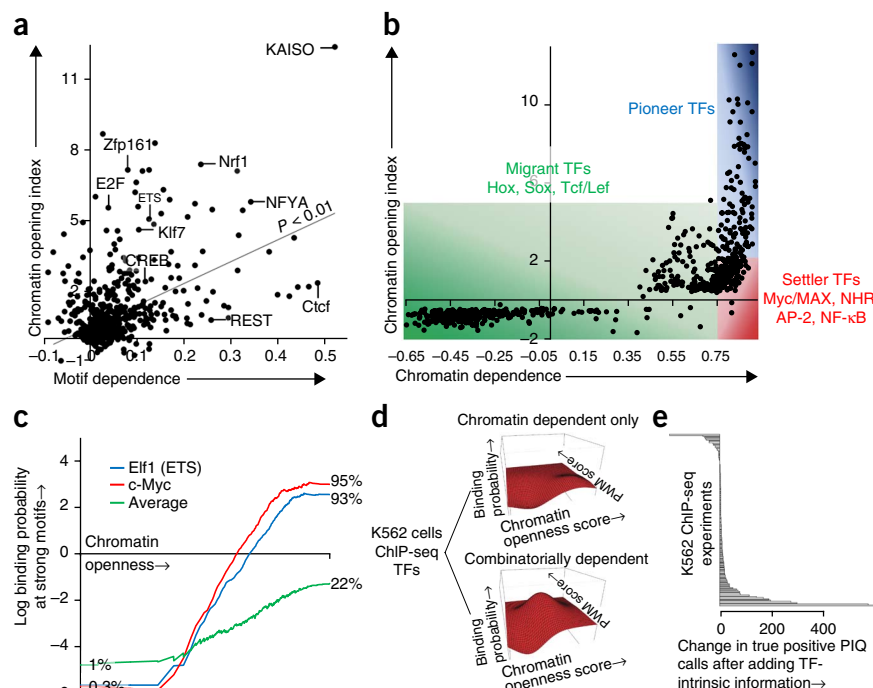 a
Chromatin opening index
11
8
5
2
–1
–0.1
0
0.1
0.2
0.3
0.4
0.5
Motif dependence
KAISO
Zfp161
Nrf1
E2F
ETS
NFYA
Klf7
P < 0.01
CREB
REST
Ctcf
b
Chromatin opening index
10
6
2
–2
–0.65
–0.45
–0.25
–0.05
0.15
0.35
0.55
0.75
Chromatin dependence
Pioneer TFs
Migrant TFs
Hox, Sox, Tcf/Lef
Settler TFs
Myc/MAX, NHR
AP-2, NF-κB
c
Log binding probability
at strong motifs→
4
2
0
–2
–4
Elf1 (ETS)
c-Myc
Average
Chromatin
openness→
95%
93%
22%
1%
0.3%
d
K562 cells
ChIP-seq
TFs
Chromatin dependent only
Binding
probability→
PWM score→
Chromatin
openness score→
Combinatorially dependent
Binding
probability→
PWM score→
Chromatin
openness score→
e
K562 ChIP-seq
experiments
0
200
400
Change in true positive PIQ
calls after adding TF-
intrinsic information→